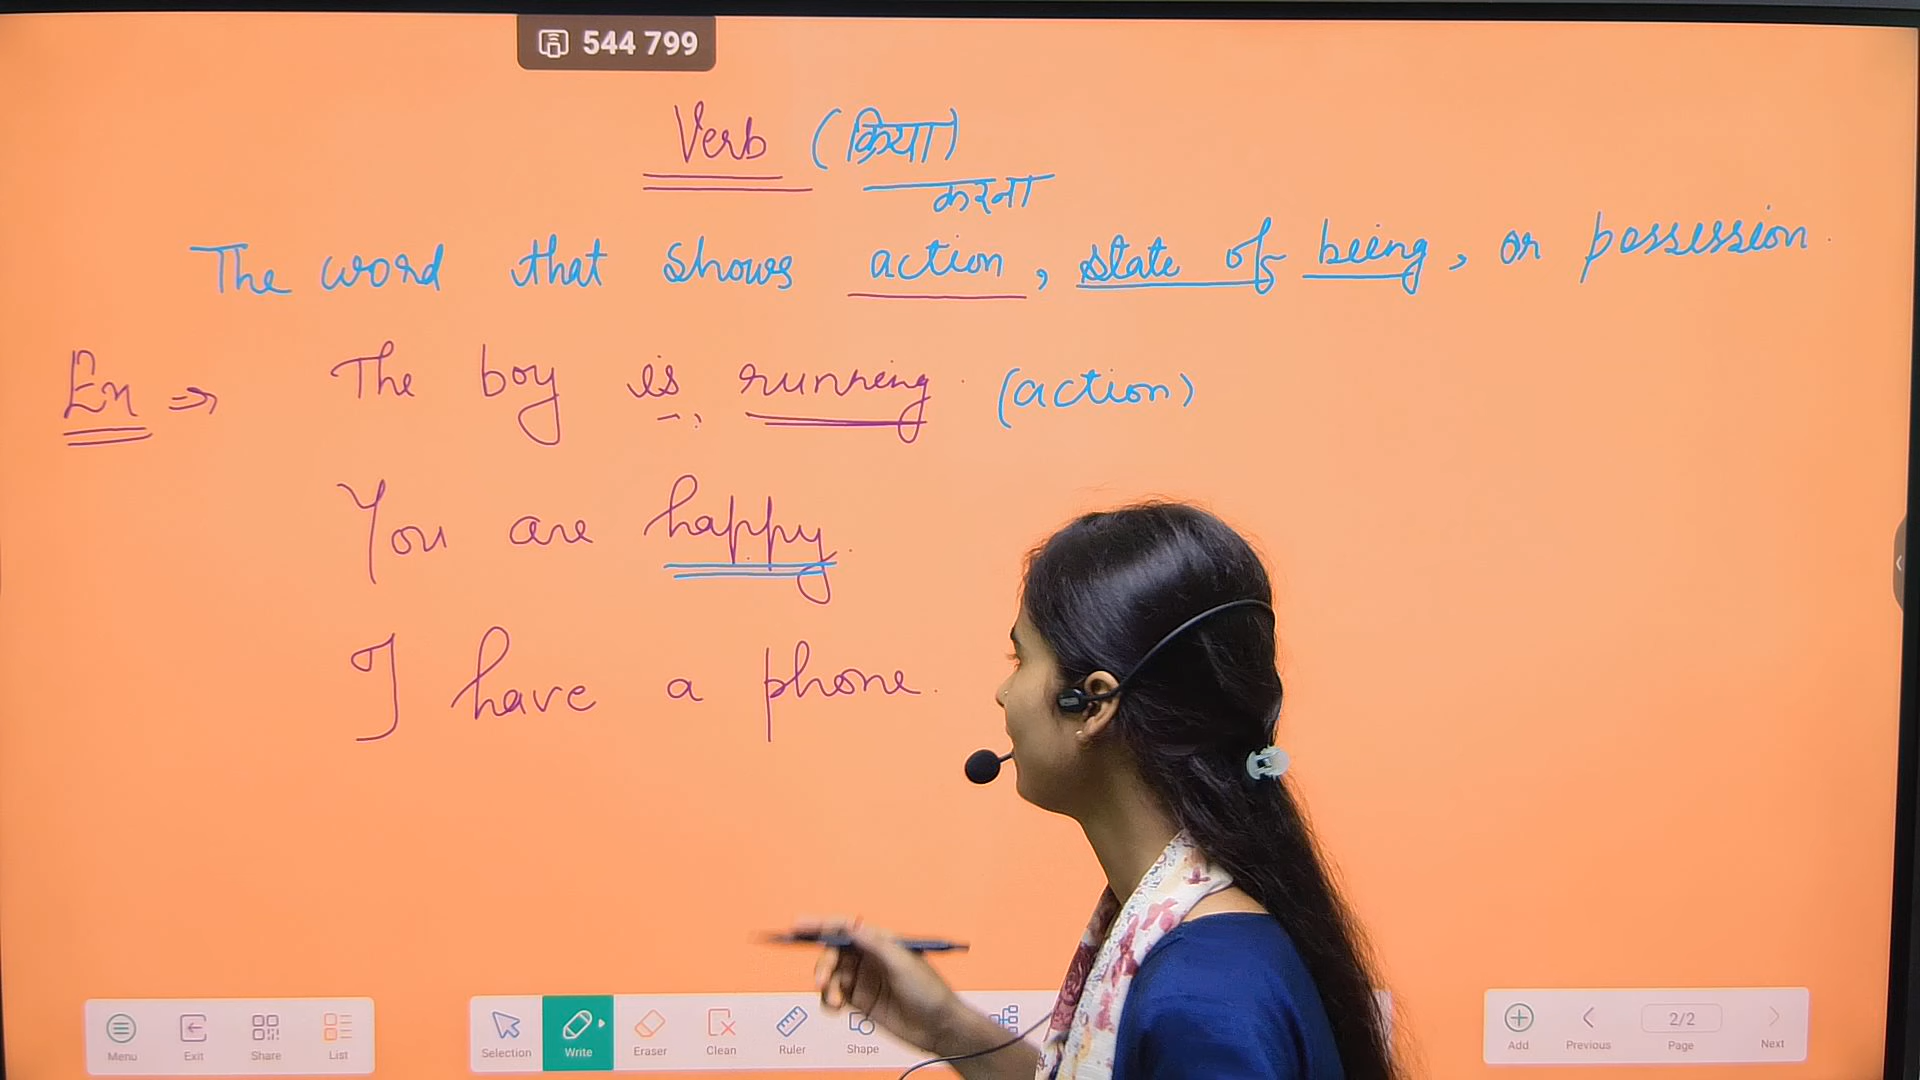 544 799
Verb (क्रिया)
करना
The word that shows action, state of being, or possession.
Ex ⇒ The boy is running. (action)
You are happy.
I have a phone.
Menu Exit Share List Selection Write Eraser Clean Ruler Shape Add Previous 2/2 Page Next